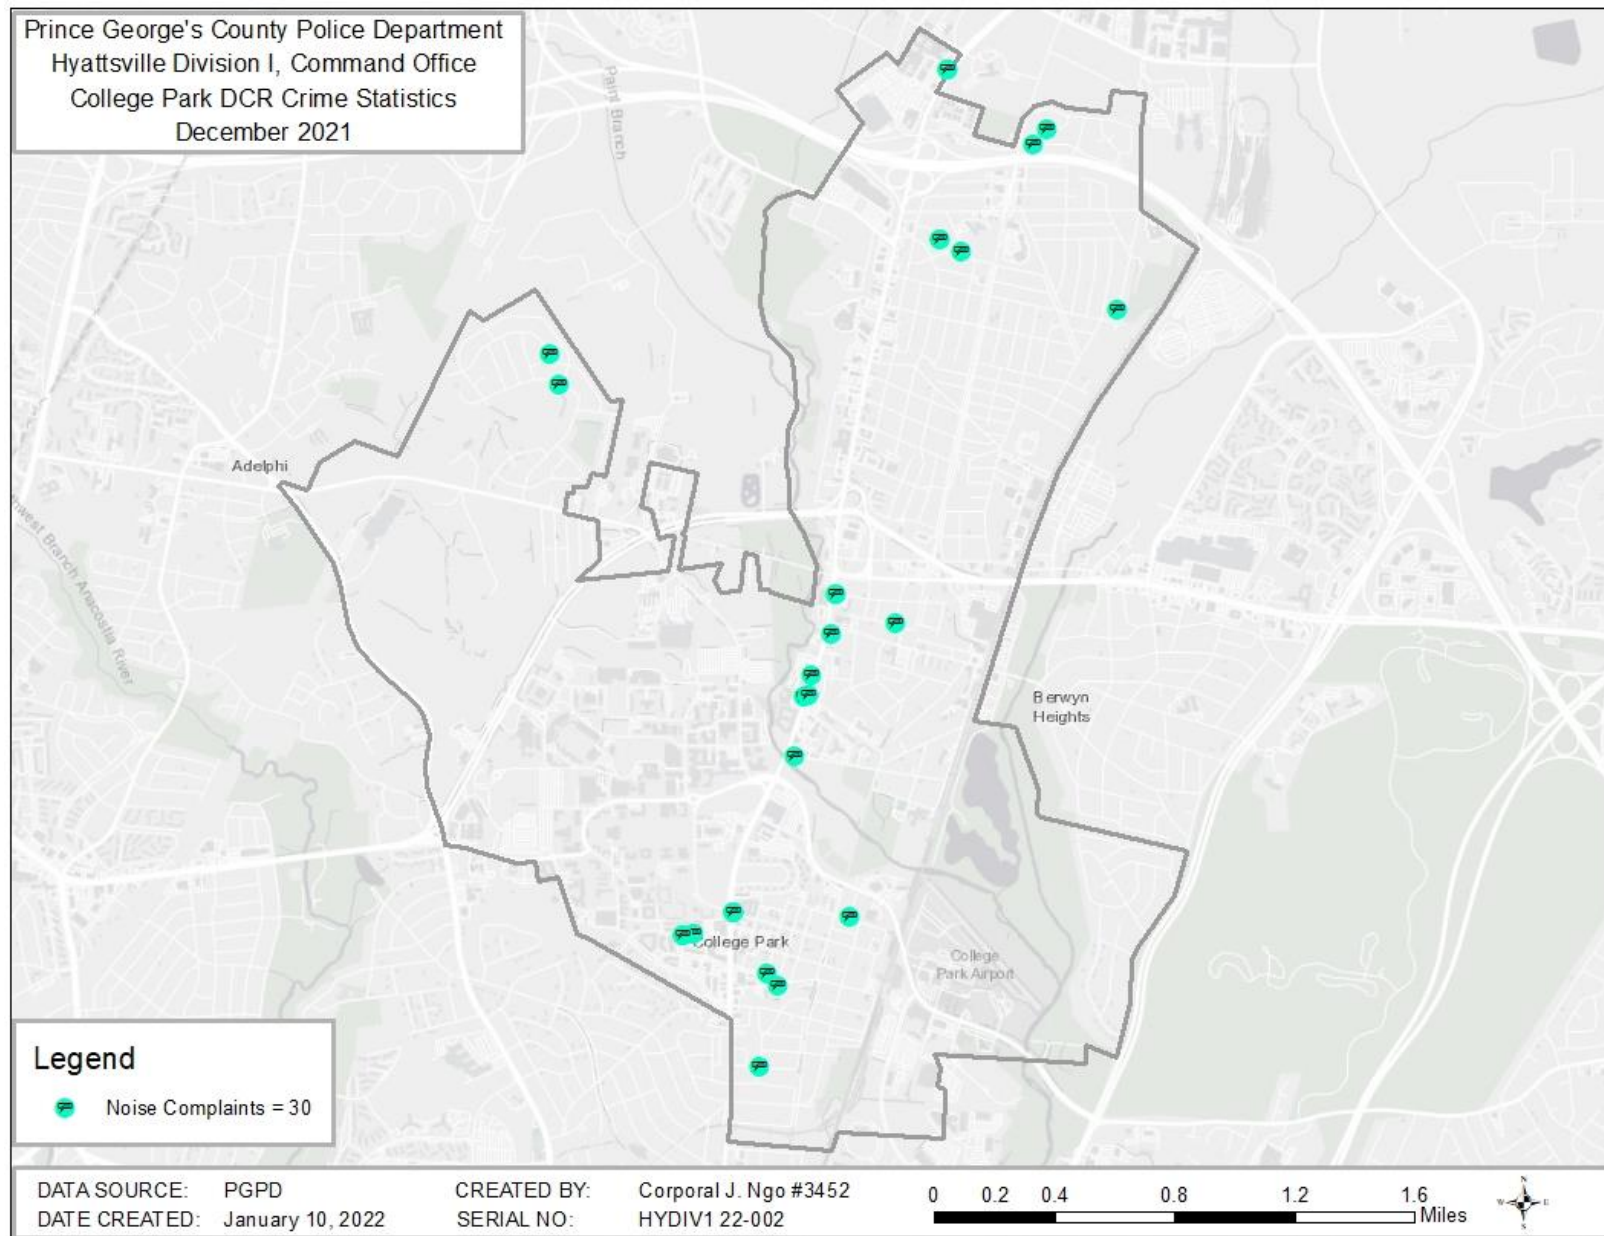 Prince George's County Police Department
Hyattsville Division I, Command Office
College Park DCR Crime Statistics
December 2021
Paint Branch
Adelphi
Branch Anacostia River
Berwyn
Heights
College Park
College
Park Airport
Legend
Noise Complaints = 30
DATA SOURCE: PGPD
DATE CREATED: January 10, 2022
CREATED BY: Corporal J. Ngo #3452
SERIAL NO: HYDIV1 22-002
0 0.2 0.4 0.8 1.2 1.6
Miles
N
W E
S